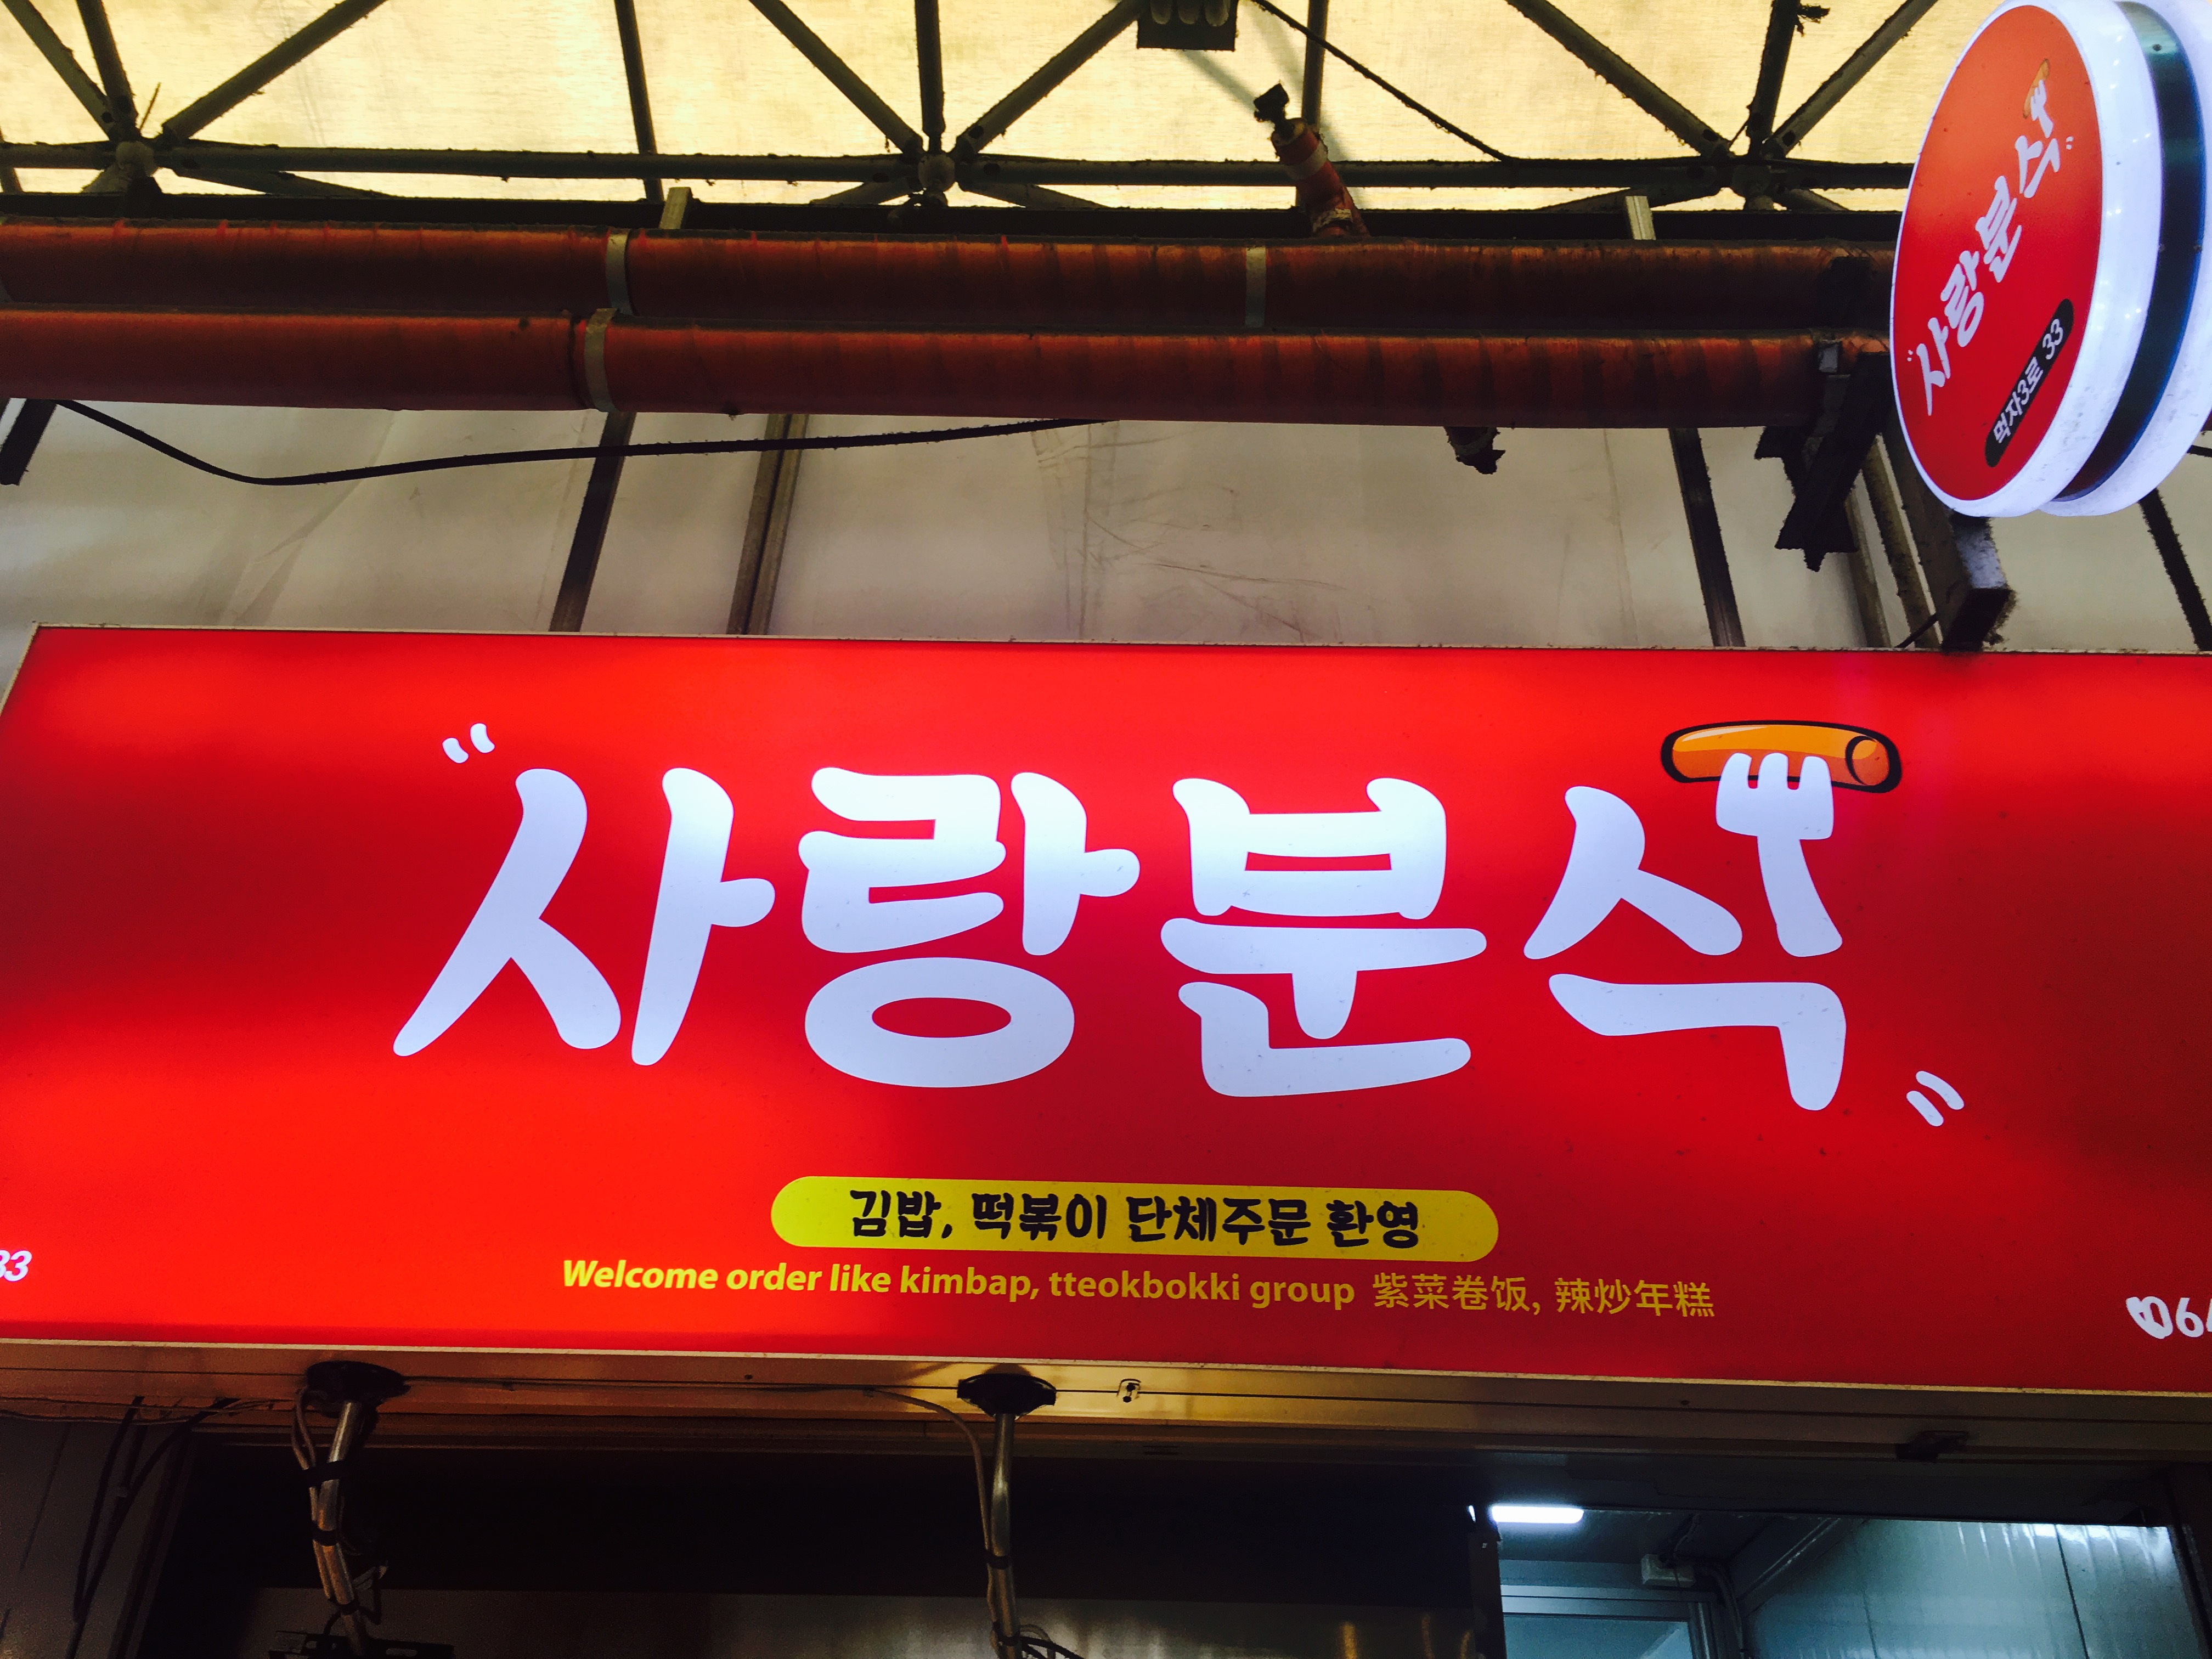 "사랑분식"
먹자3로 33
"사랑분식"
김밥, 떡볶이 단체주문 환영
Welcome order like kimbap, tteokbokki group 紫菜卷饭, 辣炒年糕
33
064